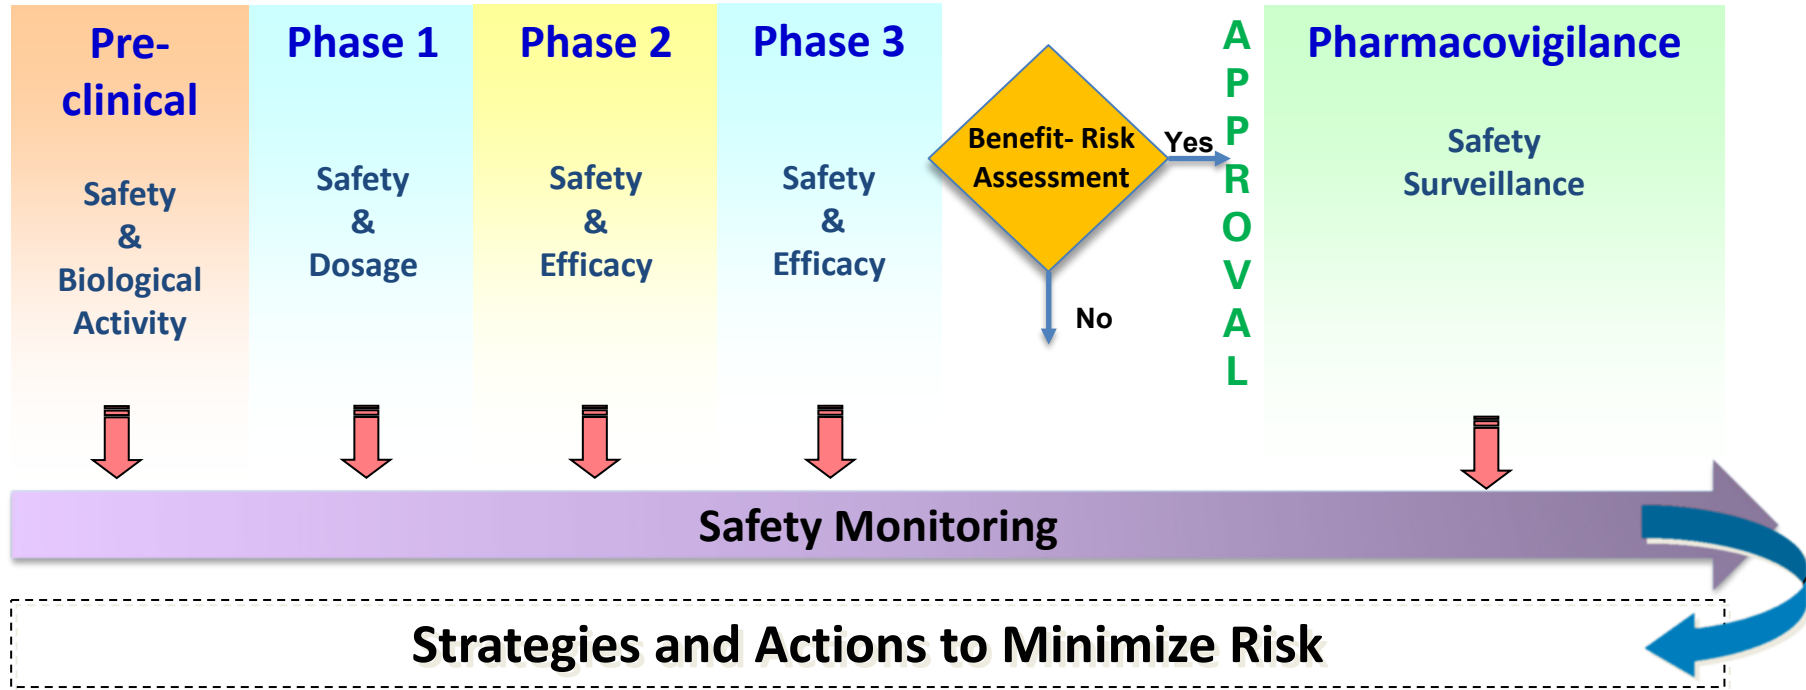 Pre-
clinical
Safety
&
Biological
Activity
Phase 1
Safety
&
Dosage
Phase 2
Safety
&
Efficacy
Phase 3
Safety
&
Efficacy
Benefit- Risk
Assessment
Yes
No
A
P
P
R
O
V
A
L
Pharmacovigilance
Safety
Surveillance
Safety Monitoring
Strategies and Actions to Minimize Risk